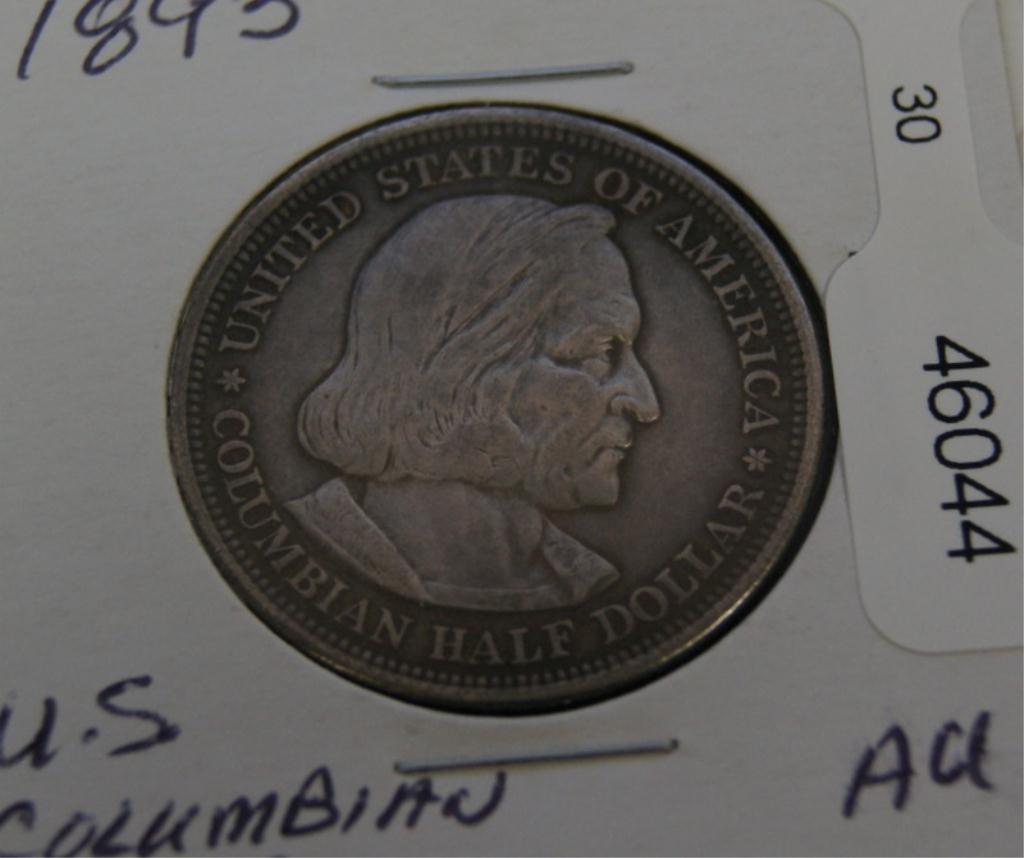 1893
UNITED STATES OF AMERICA
* COLUMBIAN HALF DOLLAR *
30
46044
U.S
COLUMBIAN
AU